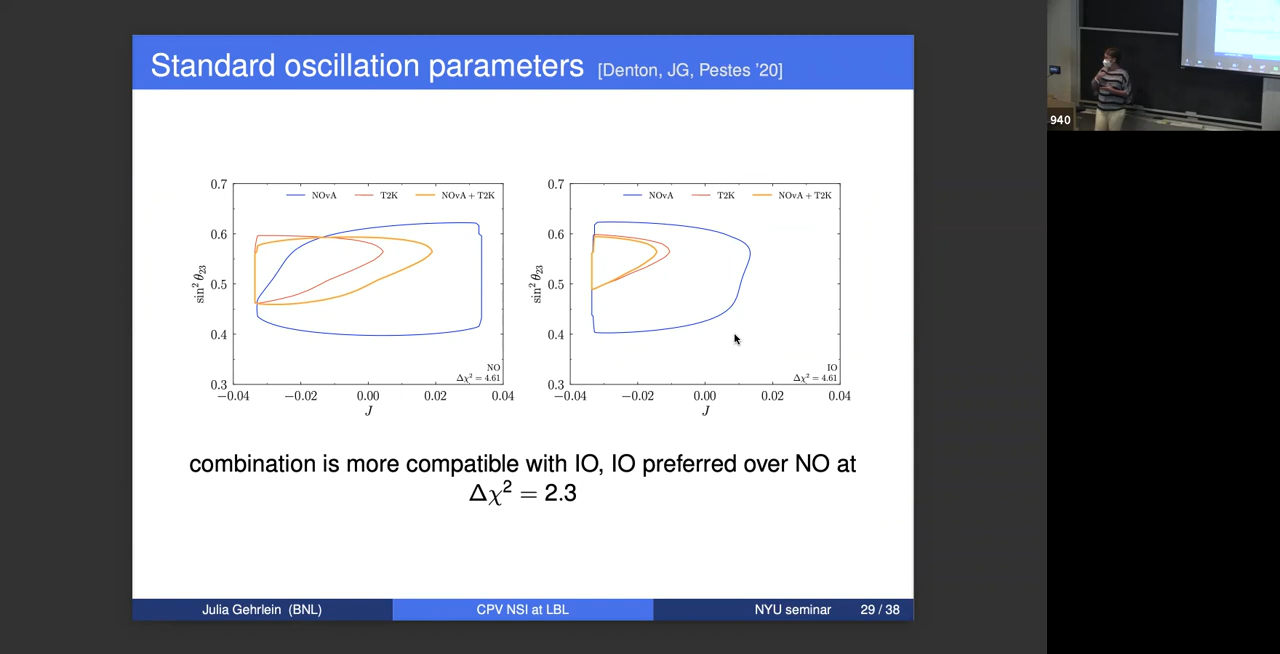 Standard oscillation parameters [Denton, JG, Pestes '20]
940
0.7
0.6
0.5
0.4
0.3
sin² θ₂₃
−0.04
−0.02
0.00
0.02
0.04
J
NOvA
T2K
NOvA + T2K
NO
Δχ² = 4.61
0.7
0.6
0.5
0.4
0.3
sin² θ₂₃
−0.04
−0.02
0.00
0.02
0.04
J
NOvA
T2K
NOvA + T2K
IO
Δχ² = 4.61
combination is more compatible with IO, IO preferred over NO at
Δχ² = 2.3
Julia Gehrlein (BNL) CPV NSI at LBL NYU seminar 29 / 38